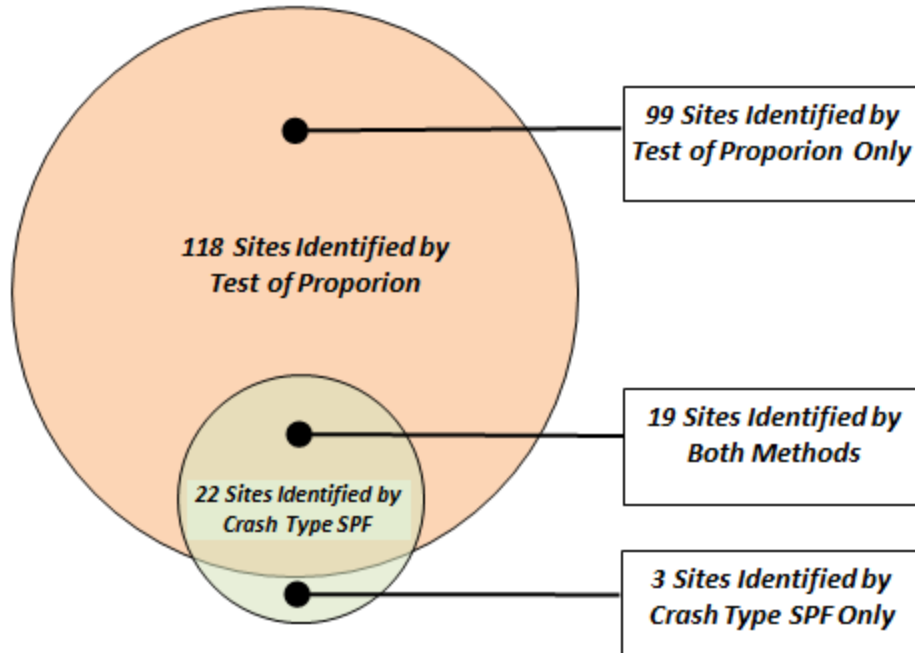 99 Sites Identified by
Test of Proporion Only
118 Sites Identified by
Test of Proporion
19 Sites Identified by
Both Methods
22 Sites Identified by
Crash Type SPF
3 Sites Identified by
Crash Type SPF Only